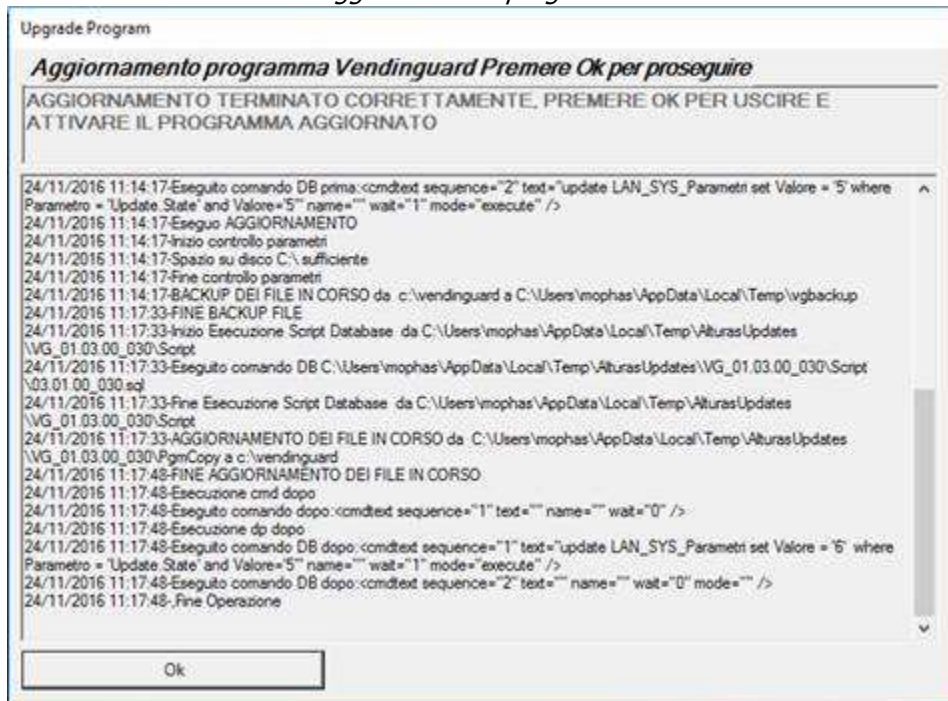 Upgrade Program
Aggiornamento programma Vendinguard Premere Ok per proseguire
AGGIORNAMENTO TERMINATO CORRETTAMENTE, PREMERE OK PER USCIRE E
ATTIVARE IL PROGRAMMA AGGIORNATO
24/11/2016 11:14:17-Eseguito comando DB prima:<cmdtext sequence="2" text="update LAN_SYS_Parametri set Valore = '5' where
Parametro = 'Update.State' and Valore='5'" name="" wait="1" mode="execute" />
24/11/2016 11:14:17-Eseguo AGGIORNAMENTO
24/11/2016 11:14:17-Inizio controllo parametri
24/11/2016 11:14:17-Spazio su disco C:\ sufficiente
24/11/2016 11:14:17-Fine controllo parametri
24/11/2016 11:14:17-BACKUP DEI FILE IN CORSO da  c:\vendinguard a C:\Users\mophas\AppData\Local\Temp\vgbackup
24/11/2016 11:17:33-FINE BACKUP FILE
24/11/2016 11:17:33-Inizio Esecuzione Script Database  da C:\Users\mophas\AppData\Local\Temp\AlturasUpdates
\VG_01.03.00_030\Script
24/11/2016 11:17:33-Eseguito comando DB C:\Users\mophas\AppData\Local\Temp\AlturasUpdates\VG_01.03.00_030\Script
\03.01.00_030.sql
24/11/2016 11:17:33-Fine Esecuzione Script Database  da C:\Users\mophas\AppData\Local\Temp\AlturasUpdates
\VG_01.03.00_030\Script
24/11/2016 11:17:33-AGGIORNAMENTO DEI FILE IN CORSO da  C:\Users\mophas\AppData\Local\Temp\AlturasUpdates
\VG_01.03.00_030\PgmCopy a c:\vendinguard
24/11/2016 11:17:48-FINE AGGIORNAMENTO DEI FILE IN CORSO
24/11/2016 11:17:48-Esecuzione cmd dopo
24/11/2016 11:17:48-Eseguito comando dopo:<cmdtext sequence="1" text="" name="" wait="0" />
24/11/2016 11:17:48-Esecuzione dp dopo
24/11/2016 11:17:48-Eseguito comando DB dopo:<cmdtext sequence="1" text="update LAN_SYS_Parametri set Valore = '6'  where
Parametro = 'Update.State' and Valore='5'" name="" wait="1" mode="execute" />
24/11/2016 11:17:48-Eseguito comando DB dopo:<cmdtext sequence="2" text="" name="" wait="0" mode="" />
24/11/2016 11:17:48-,Fine Operazione
Ok